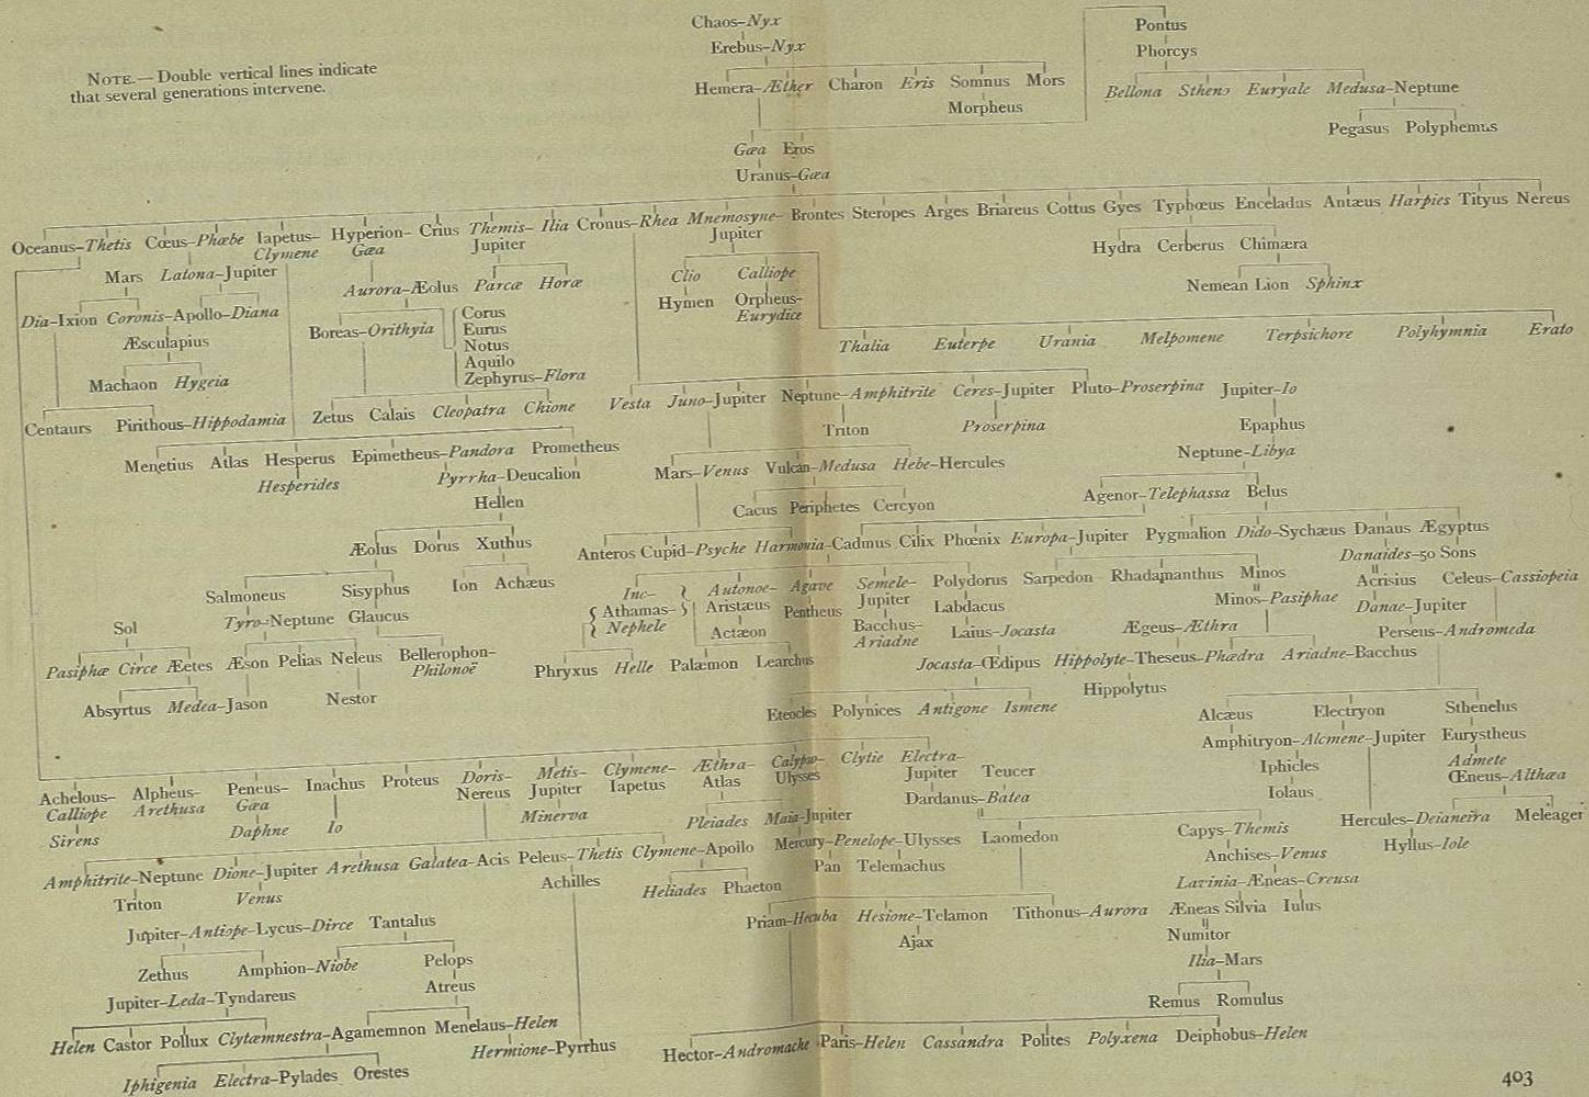 Chaos–Nyx
Erebus–Nyx
NOTE.—Double vertical lines indicate
that several generations intervene.
Hemera–Æther Charon Eris Somnus Mors
Morpheus
Pontus
Phorcys
Bellona Stheno Euryale Medusa–Neptune
Pegasus Polyphemus
Gæa Eros
Uranus–Gæa
Oceanus–Thetis Cœus–Phœbe Iapetus– Hyperion– Crius Themis– Ilia Cronus–Rhea Mnemosyne– Brontes Steropes Arges Briareus Cottus Gyes Typhœus Enceladas Antæus Harpies Tityus Nereus
Clymene Gæa Jupiter Jupiter
Hydra Cerberus Chimæra
Nemean Lion Sphinx
Mars Latona–Jupiter
Aurora–Æolus Parcæ Horæ
Clio Calliope
Hymen Orpheus–
Eurydice
Dia–Ixion Coronis–Apollo–Diana
Æsculapius
Machaon Hygeia
Boreas–Orithyia
Corus
Eurus
Notus
Aquilo
Zephyrus–Flora
Thalia Euterpe Urania Melpomene Terpsichore Polyhymnia Erato
Centaurs Pirithous–Hippodamia
Zetus Calais Cleopatra Chione
Vesta Juno–Jupiter Neptune–Amphitrite Ceres–Jupiter Pluto–Proserpina Jupiter–Io
Triton Proserpina Epaphus
Neptune–Libya
Menetius Atlas Hesperus Epimetheus–Pandora Prometheus
Hesperides Pyrrha–Deucalion
Hellen
Mars–Venus Vulcan–Medusa Hebe–Hercules
Cacus Periphetes Cercyon
Agenor–Telephassa Belus
Æolus Dorus Xuthus
Anteros Cupid–Psyche Harmonia–Cadmus Cilix Phœnix Europa–Jupiter Pygmalion Dido–Sychæus Danaus Ægyptus
Danaides–50 Sons
Salmoneus Sisyphus Ion Achæus
Tyro–Neptune Glaucus
Ino– Autonoe– Agave Semele– Polydorus Sarpedon Rhadamanthus Minos Acrisius Celeus–Cassiopeia
Athamas– Aristæus Pentheus Jupiter Labdacus Minos–Pasiphae Danae–Jupiter
Nephele Actæon Bacchus– Laius–Jocasta Ægeus–Æthra Perseus–Andromeda
Ariadne
Sol
Pasiphæ Circe Æetes Æson Pelias Neleus Bellerophon–
Philonoë
Phryxus Helle Palæmon Learchus
Jocasta–Œdipus Hippolyte–Theseus–Phædra Ariadne–Bacchus
Hippolytus
Absyrtus Medea–Jason Nestor
Eteocles Polynices Antigone Ismene
Alcæus Electryon Sthenelus
Amphitryon–Alcmene–Jupiter Eurystheus
Iphicles Admete
Iolaus Œneus–Althæa
Achelous– Alpheus– Peneus– Inachus Proteus Doris– Metis– Clymene– Æthra– Calypso– Clytie Electra–
Calliope Arethusa Gæa Io Nereus Jupiter Iapetus Atlas Ulysses Jupiter Teucer
Sirens Daphne Minerva Dardanus–Batea
Pleiades Maia–Jupiter
Hercules–Deianeira Meleager
Hyllus–Iole
Amphitrite–Neptune Dione–Jupiter Arethusa Galatea–Acis Peleus–Thetis Clymene–Apollo Mercury–Penelope–Ulysses Laomedon Capys–Themis
Triton Venus Achilles Heliades Phaeton Pan Telemachus Anchises–Venus
Lavinia–Æneas–Creusa
Priam–Hecuba Hesione–Telamon Tithonus–Aurora Æneas Silvia Iulus
Ajax Numitor
Ilia–Mars
Remus Romulus
Jupiter–Antiope–Lycus–Dirce Tantalus
Zethus Amphion–Niobe Pelops
Jupiter–Leda–Tyndareus Atreus
Helen Castor Pollux Clytæmnestra–Agamemnon Menelaus–Helen
Hermione–Pyrrhus
Iphigenia Electra–Pylades Orestes
Hector–Andromache Paris–Helen Cassandra Polites Polyxena Deiphobus–Helen
403